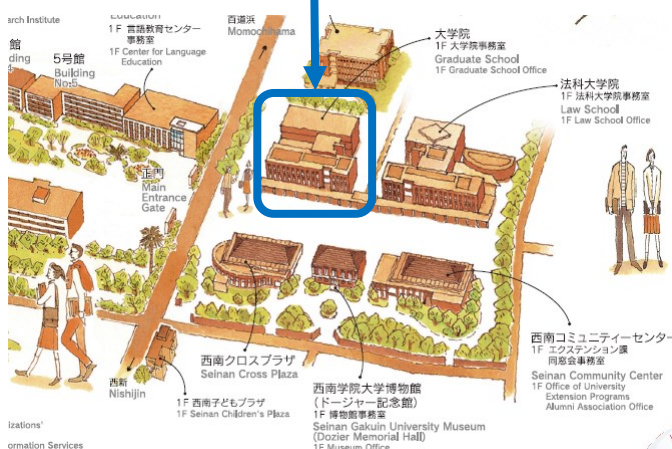 arch Institute
館
ding
5号館
Building
No.5
Education
1F 言語教育センター
事務室
1F Center for Language
Education
百道浜
Momochihama
大学院
1F 大学院事務室
Graduate School
1F Graduate School Office
法科大学院
1F 法科大学院事務室
Law School
1F Law School Office
正門
Main
Entrance
Gate
西新
Nishijin
1F 西南子どもプラザ
1F Seinan Children's Plaza
西南クロスプラザ
Seinan Cross Plaza
西南学院大学博物館
(ドージャー記念館)
1F 博物館事務室
Seinan Gakuin University Museum
(Dozier Memorial Hall)
1F Museum Office
西南コミュニティーセンター
1F エクステンション課
同窓会事務室
Seinan Community Center
1F Office of University
Extension Programs
Alumni Association Office
izations'
ormation Services